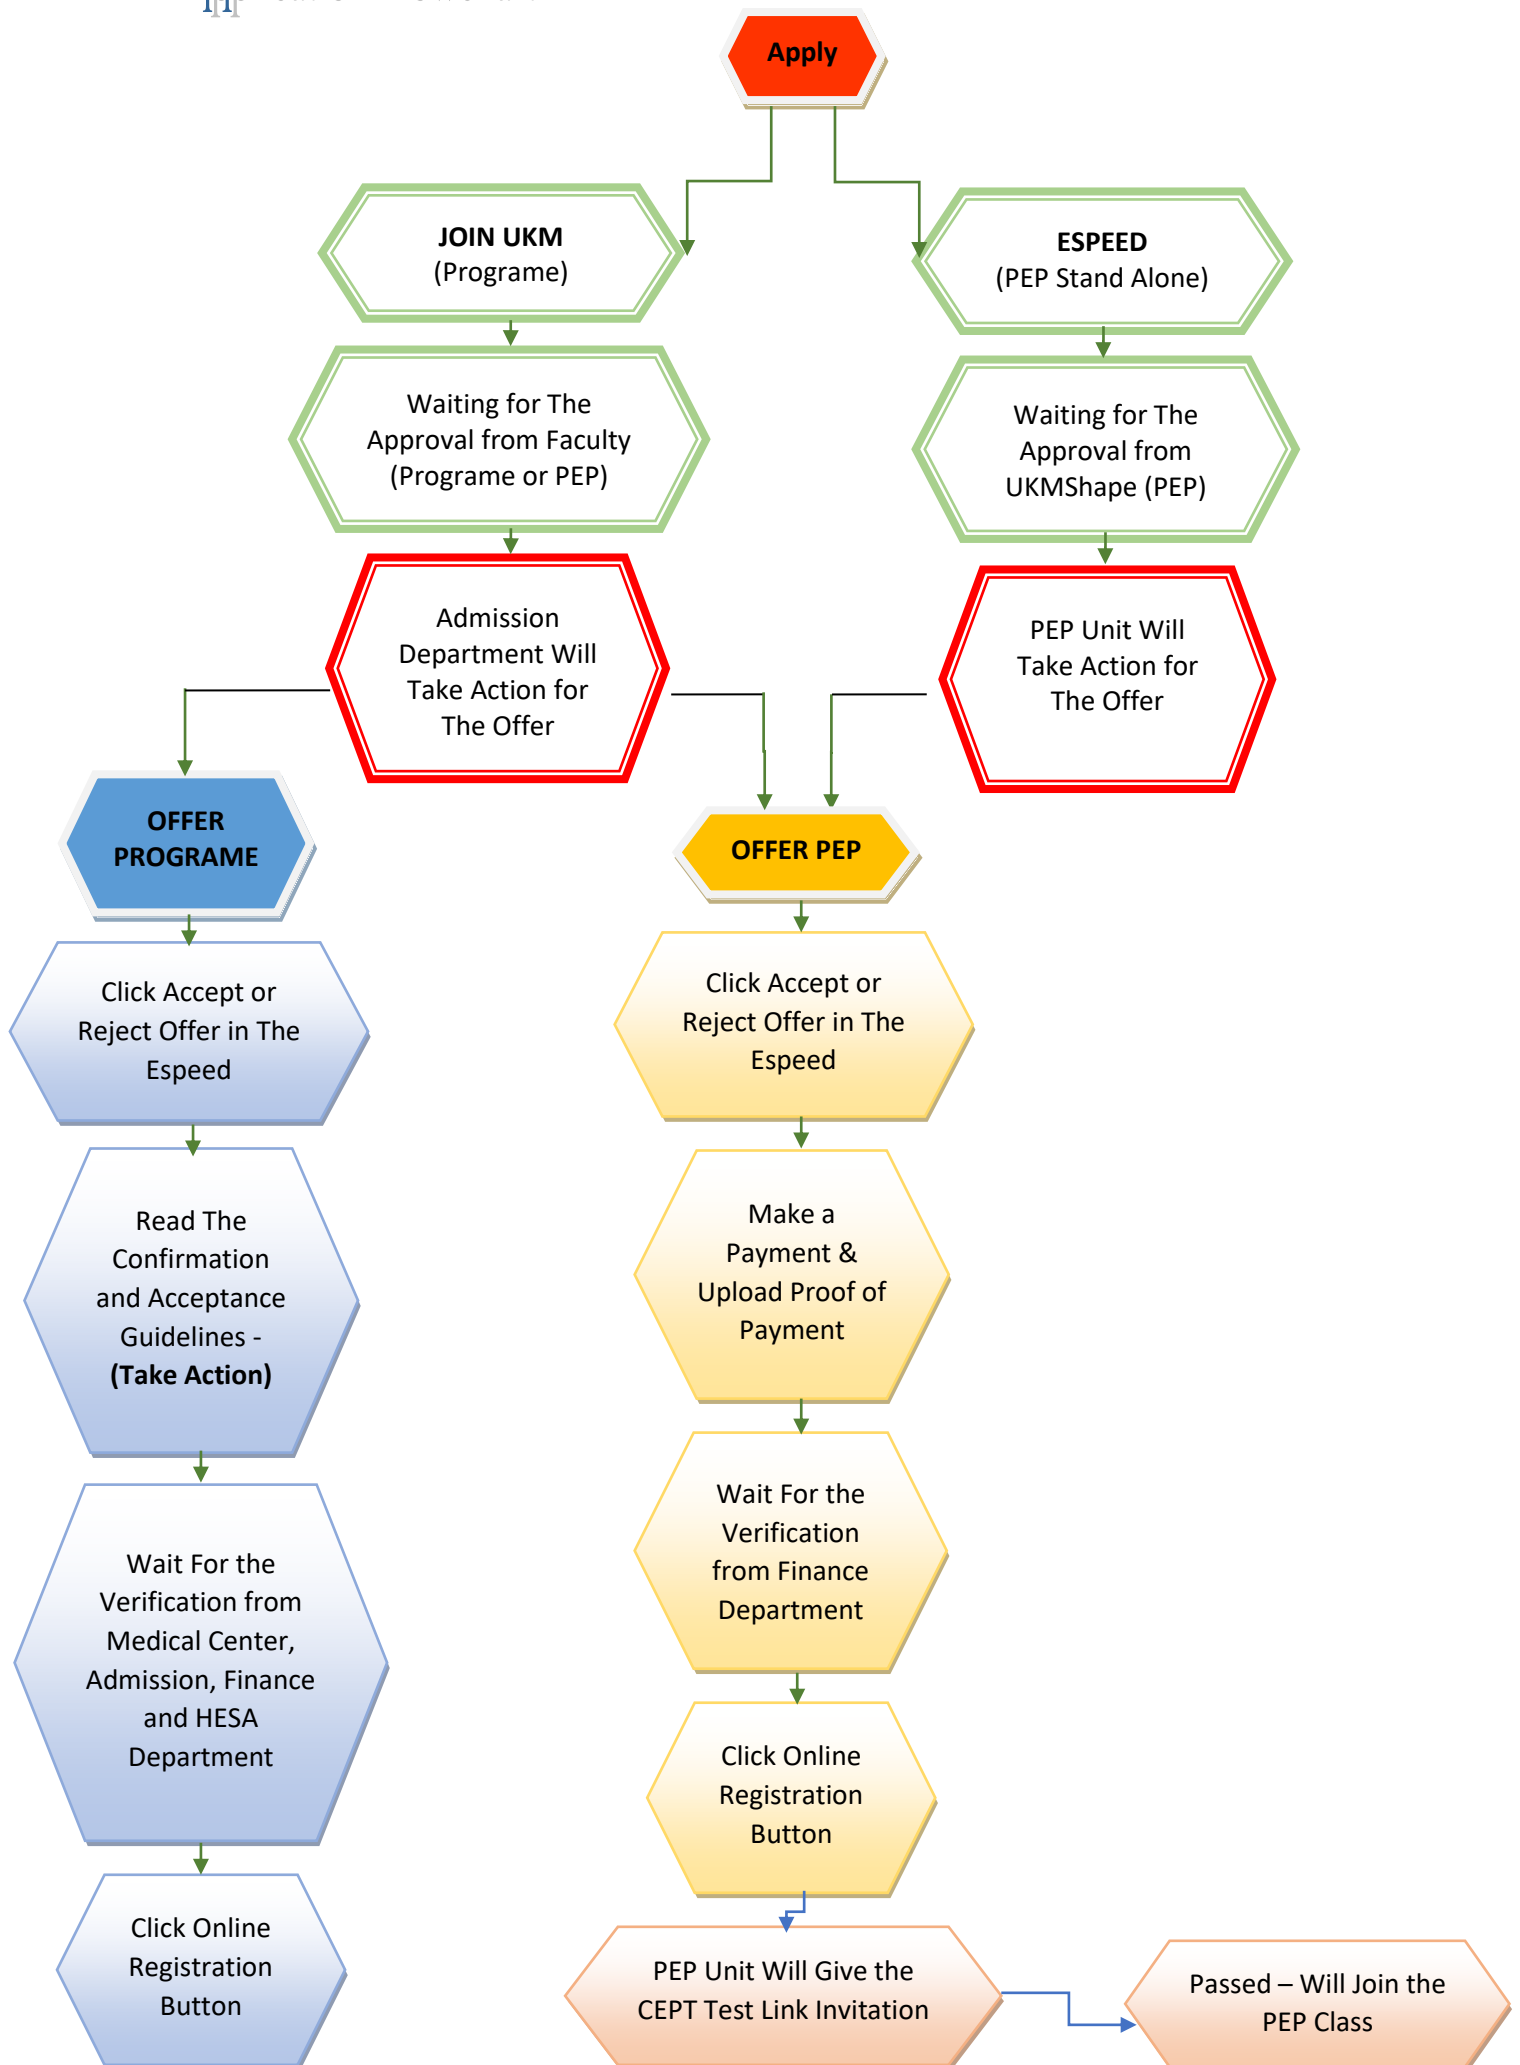 Apply
JOIN UKM
(Programe)
ESPEED
(PEP Stand Alone)
Waiting for The
Approval from Faculty
(Programe or PEP)
Waiting for The
Approval from
UKMShape (PEP)
Admission
Department Will
Take Action for
The Offer
PEP Unit Will
Take Action for
The Offer
OFFER
PROGRAME
OFFER PEP
Click Accept or
Reject Offer in The
Espeed
Click Accept or
Reject Offer in The
Espeed
Read The
Confirmation
and Acceptance
Guidelines -
(Take Action)
Make a
Payment &
Upload Proof of
Payment
Wait For the
Verification from
Medical Center,
Admission, Finance
and HESA
Department
Wait For the
Verification
from Finance
Department
Click Online
Registration
Button
Click Online
Registration
Button
PEP Unit Will Give the
CEPT Test Link Invitation
Passed – Will Join the
PEP Class